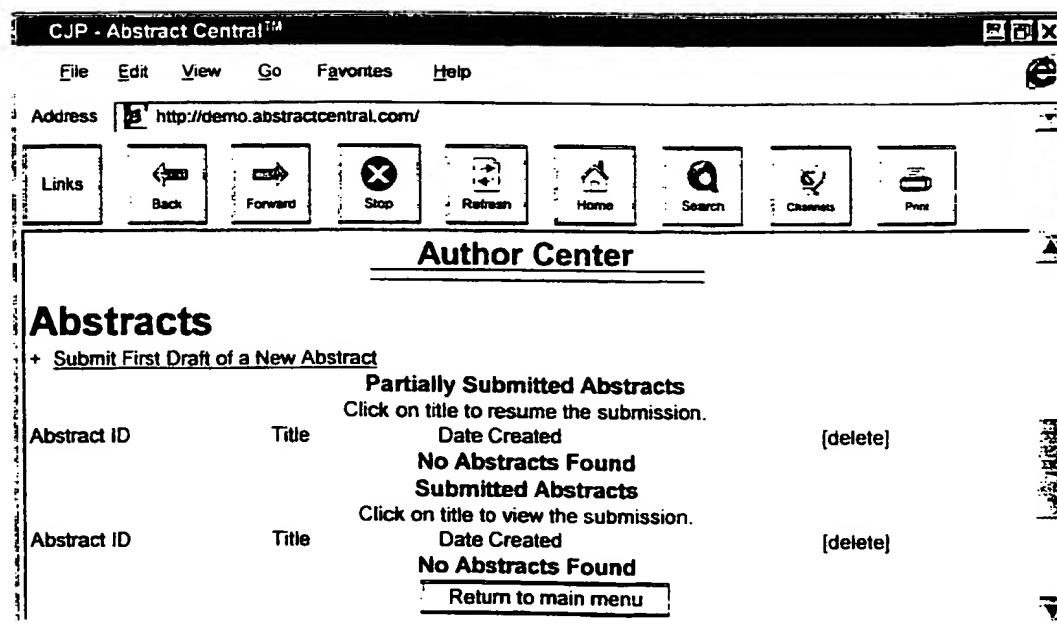 CJP - Abstract Central™
File Edit View Go Favorites Help
Address http://demo.abstractcentral.com/
Links Back Forward Stop Refresh Home Search Channels Print
Author Center
Abstracts
+ Submit First Draft of a New Abstract
Partially Submitted Abstracts
Click on title to resume the submission.
Abstract ID Title Date Created [delete]
No Abstracts Found
Submitted Abstracts
Click on title to view the submission.
Abstract ID Title Date Created [delete]
No Abstracts Found
Return to main menu